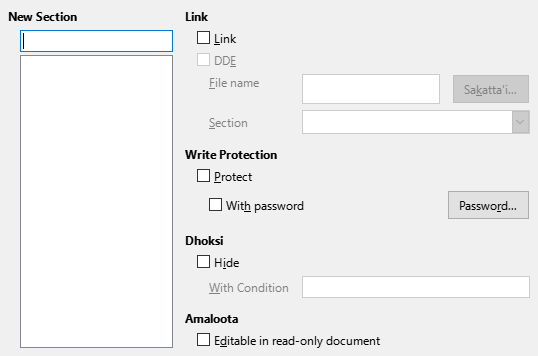 New Section
Link
Link
DDE
File name
Sakatta'i...
Section
Write Protection
Protect
With password
Password...
Dhoksi
Hide
With Condition
Amaloota
Editable in read-only document